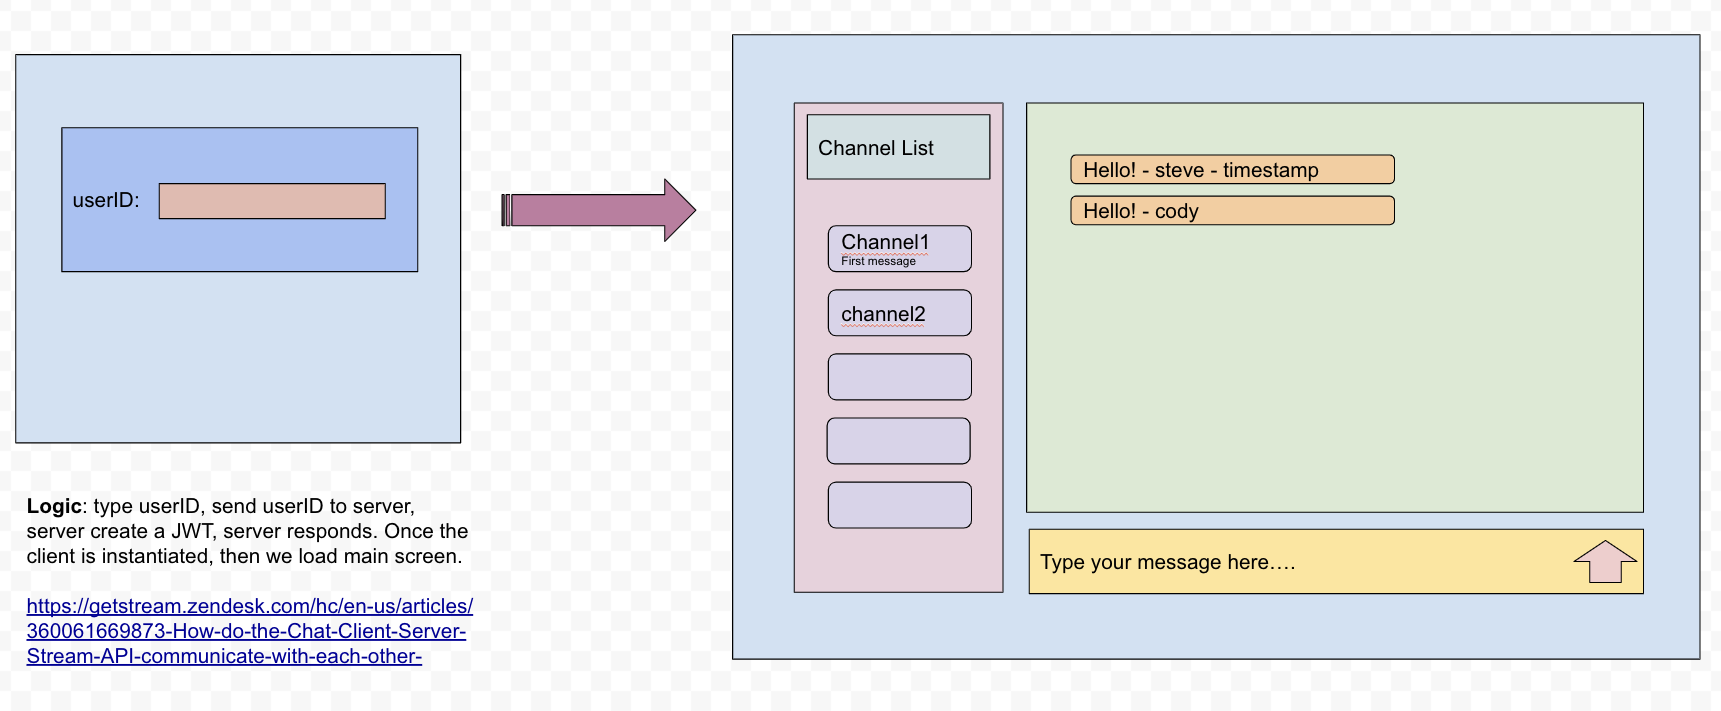 userID:
Logic: type userID, send userID to server,
server create a JWT, server responds. Once the
client is instantiated, then we load main screen.
https://getstream.zendesk.com/hc/en-us/articles/
360061669873-How-do-the-Chat-Client-Server-
Stream-API-communicate-with-each-other-
Channel List
Channel1
First message
channel2
Hello! - steve - timestamp
Hello! - cody
Type your message here....